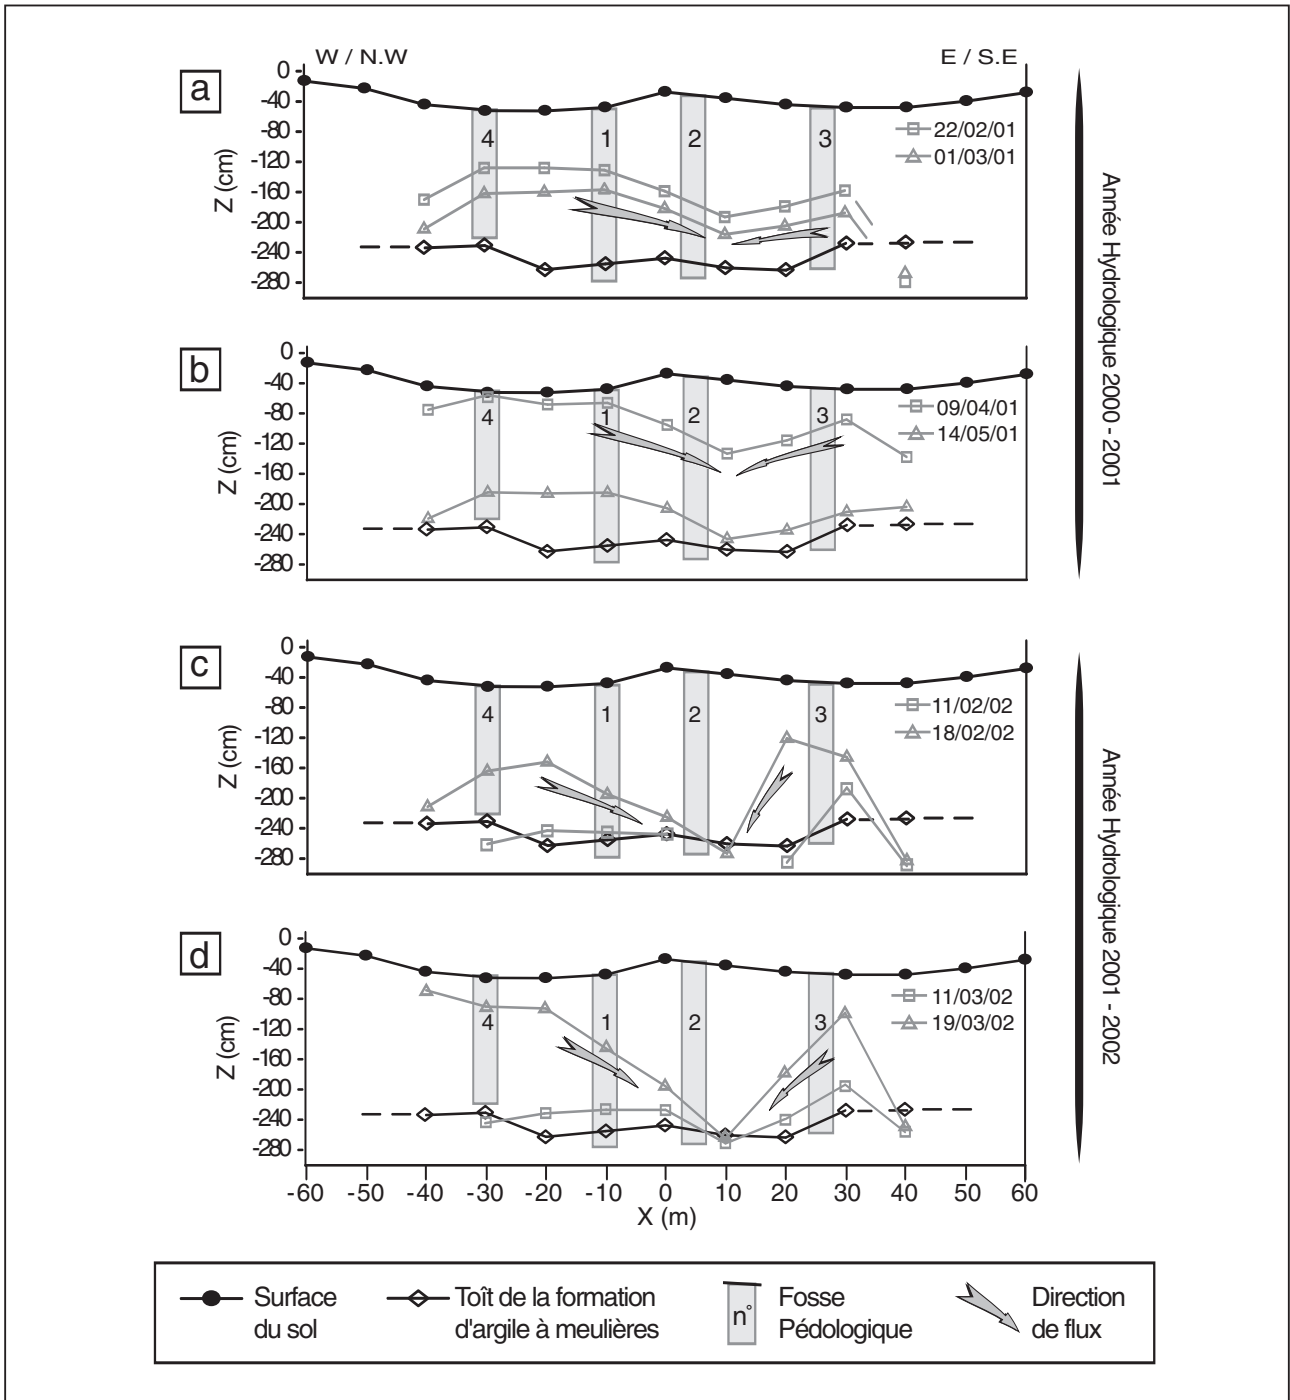 W / N.W
E / S.E
a
0
-40
-80
-120
-160
-200
-240
-280
Z (cm)
4
1
2
3
22/02/01
01/03/01
b
0
-40
-80
-120
-160
-200
-240
-280
Z (cm)
4
1
2
3
09/04/01
14/05/01
Année Hydrologique 2000 - 2001
c
0
-40
-80
-120
-160
-200
-240
-280
Z (cm)
4
1
2
3
11/02/02
18/02/02
d
0
-40
-80
-120
-160
-200
-240
-280
Z (cm)
4
1
2
3
11/03/02
19/03/02
Année Hydrologique 2001 - 2002
-60 -50 -40 -30 -20 -10 0 10 20 30 40 50 60
X (m)
Surface
du sol
Toît de la formation
d'argile à meulières
n°
Fosse
Pédologique
Direction
de flux